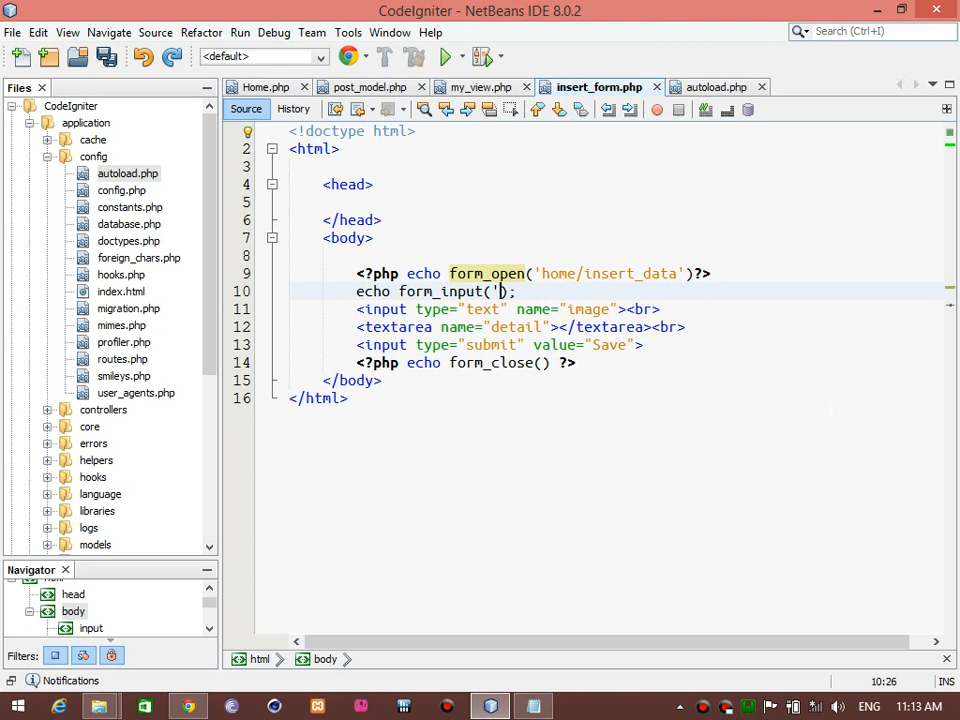 CodeIgniter - NetBeans IDE 8.0.2
File Edit View Navigate Source Refactor Run Debug Team Tools Window Help
Search (Ctrl+I)
<default>
Files
Home.php post_model.php my_view.php insert_form.php autoload.php
Source History
CodeIgniter
application
cache
config
autoload.php
config.php
constants.php
database.php
doctypes.php
foreign_chars.php
hooks.php
index.html
migration.php
mimes.php
profiler.php
routes.php
smileys.php
user_agents.php
controllers
core
errors
helpers
hooks
language
libraries
logs
models
<!doctype html>
2 <html>
3
4 <head>
5
6 </head>
7 <body>
8
9 <?php echo form_open('home/insert_data')?>
10 echo form_input(');
11 <input type="text" name="image"><br>
12 <textarea name="detail"></textarea><br>
13 <input type="submit" value="Save">
14 <?php echo form_close() ?>
15 </body>
16 </html>
Navigator
head
body
input
Filters:
html body
Notifications
10:26 INS
ENG 11:13 AM